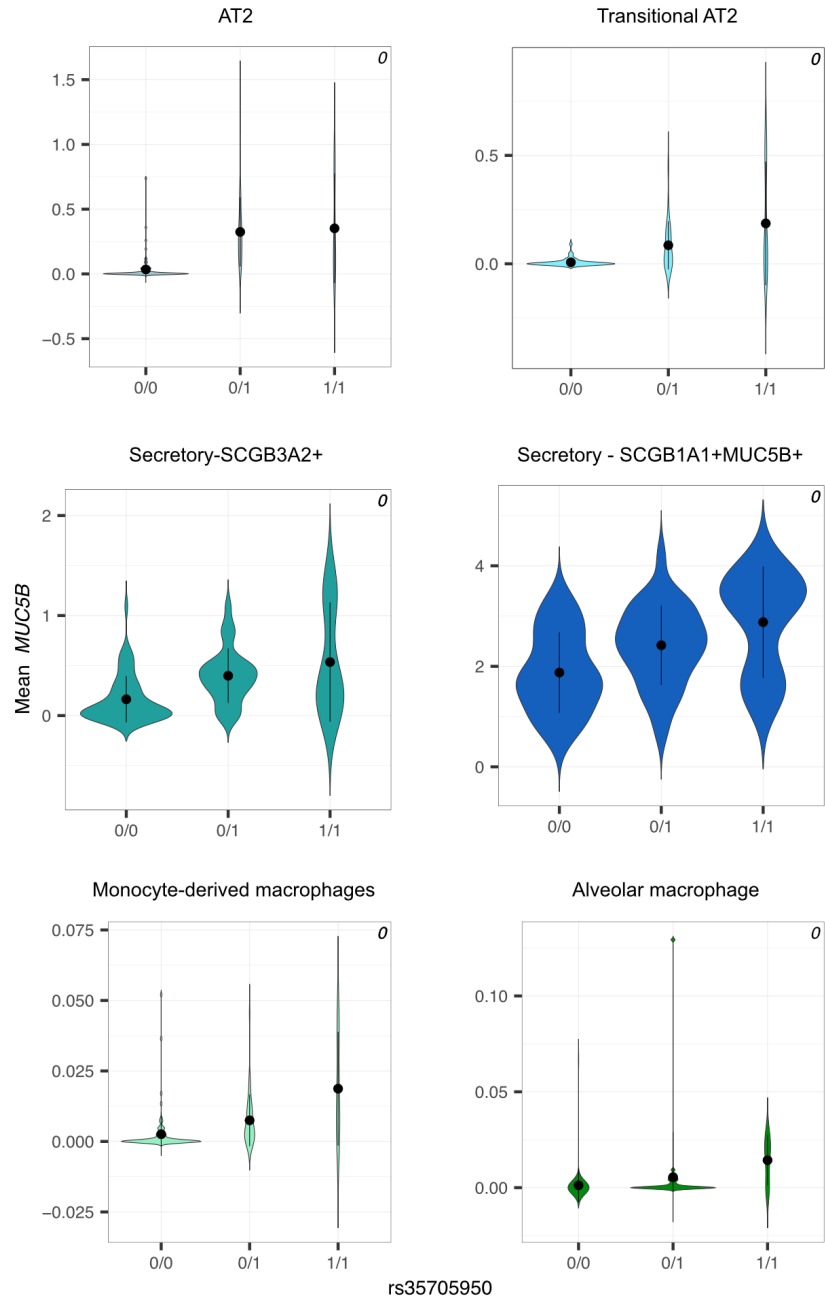 AT2
0
1.5
1.0
0.5
0.0
−0.5
0/0 0/1 1/1
Transitional AT2
0
0.5
0.0
0/0 0/1 1/1
Mean MUC5B
Secretory-SCGB3A2+
0
2
1
0
0/0 0/1 1/1
Secretory - SCGB1A1+MUC5B+
0
4
2
0
0/0 0/1 1/1
Monocyte-derived macrophages
0
0.075
0.050
0.025
0.000
−0.025
0/0 0/1 1/1
Alveolar macrophage
0
0.10
0.05
0.00
0/0 0/1 1/1
rs35705950